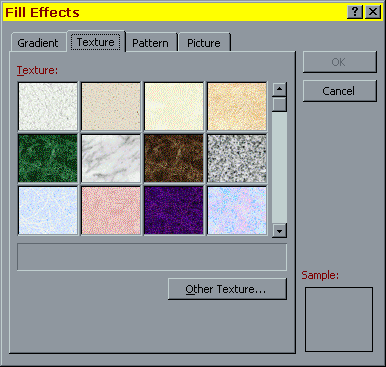 Fill Effects
Gradient Texture Pattern Picture
Texture:
OK
Cancel
Other Texture...
Sample: